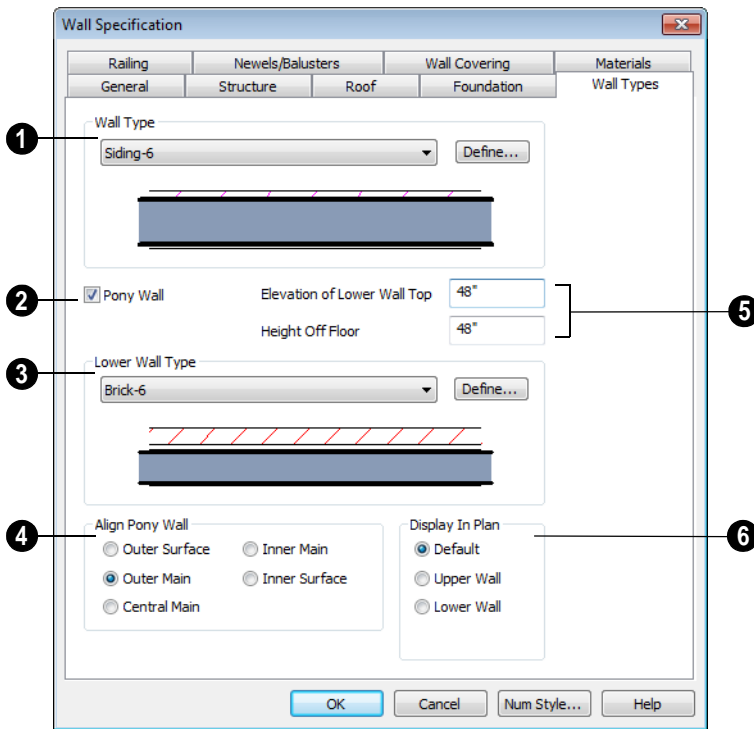 Wall Specification
Railing Newels/Balusters Wall Covering Materials
General Structure Roof Foundation Wall Types
1 Wall Type
Siding-6 Define...
2 Pony Wall Elevation of Lower Wall Top 48"
5
Height Off Floor 48"
3 Lower Wall Type
Brick-6 Define...
4 Align Pony Wall Display In Plan 6
Outer Surface Inner Main Default
Outer Main Inner Surface Upper Wall
Central Main Lower Wall
OK Cancel Num Style... Help